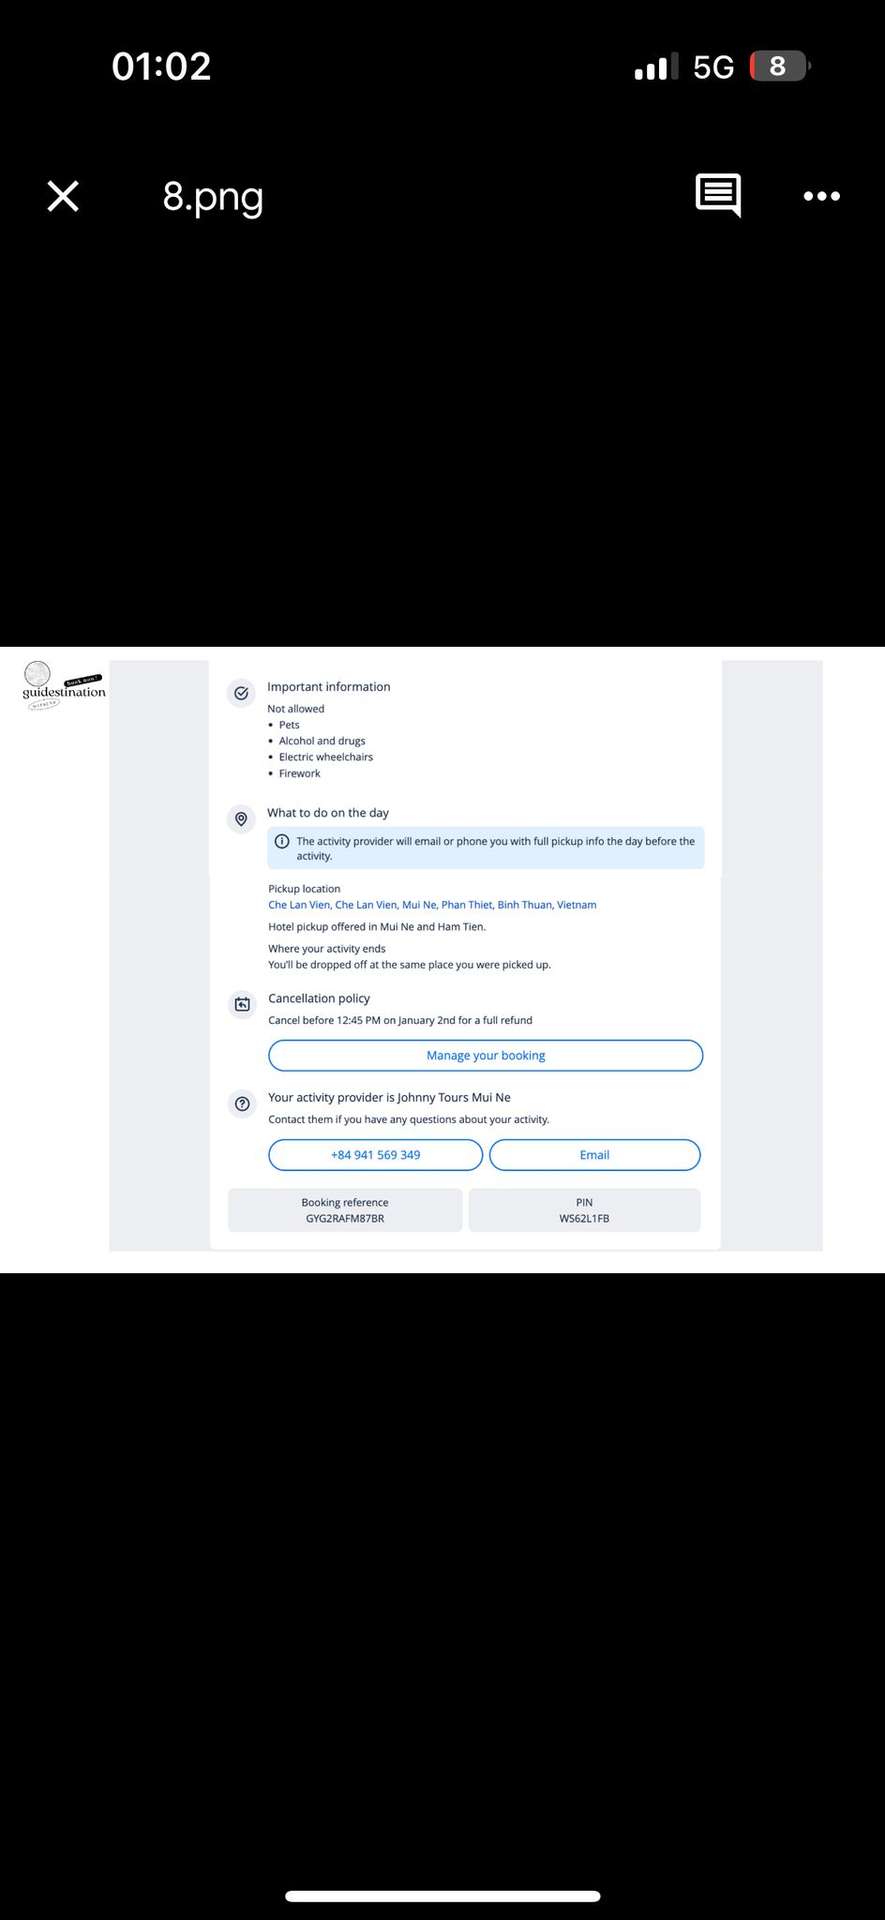 01:02
5G
8
8.png
book now!
guidestination
Important information
Not allowed
• Pets
• Alcohol and drugs
• Electric wheelchairs
• Firework
What to do on the day
The activity provider will email or phone you with full pickup info the day before the
activity.
Pickup location
Che Lan Vien, Che Lan Vien, Mui Ne, Phan Thiet, Binh Thuan, Vietnam
Hotel pickup offered in Mui Ne and Ham Tien.
Where your activity ends
You'll be dropped off at the same place you were picked up.
Cancellation policy
Cancel before 12:45 PM on January 2nd for a full refund
Manage your booking
Your activity provider is Johnny Tours Mui Ne
Contact them if you have any questions about your activity.
+84 941 569 349
Email
Booking reference
GYG2RAFM87BR
PIN
WS62L1FB